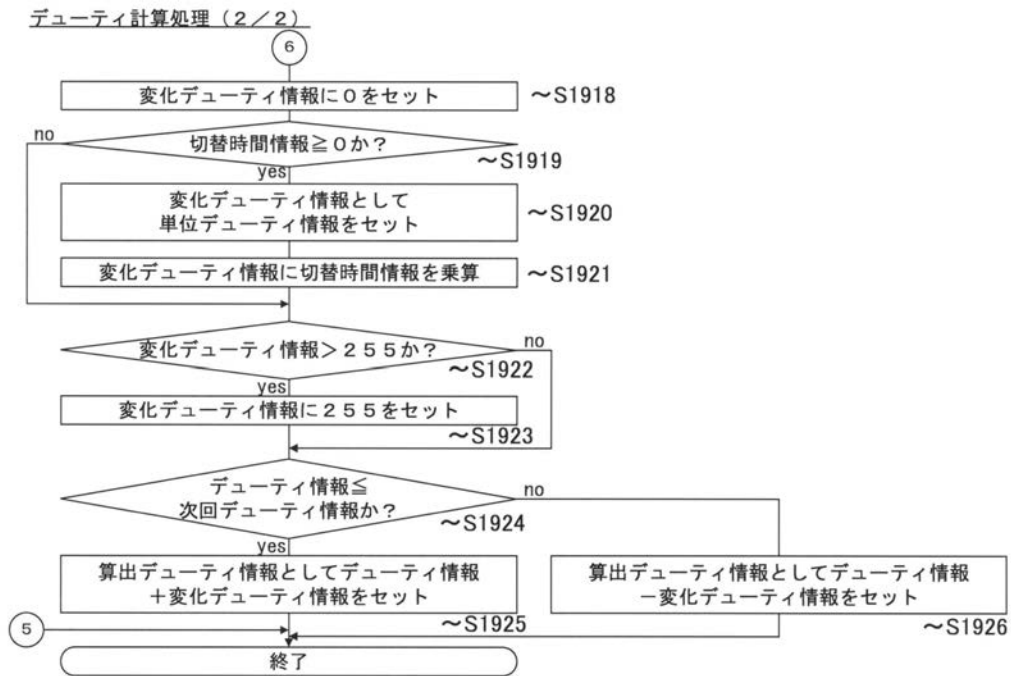 デューティ計算処理(2/2)
6
変化デューティ情報に0をセット
~S1918
no
切替時間情報≧0か?
~S1919
yes
変化デューティ情報として
単位デューティ情報をセット
~S1920
変化デューティ情報に切替時間情報を乗算
~S1921
変化デューティ情報>255か?
no
~S1922
yes
変化デューティ情報に255をセット
~S1923
デューティ情報≦
次回デューティ情報か?
no
~S1924
yes
算出デューティ情報としてデューティ情報
+変化デューティ情報をセット
~S1925
算出デューティ情報としてデューティ情報
-変化デューティ情報をセット
~S1926
5
終了